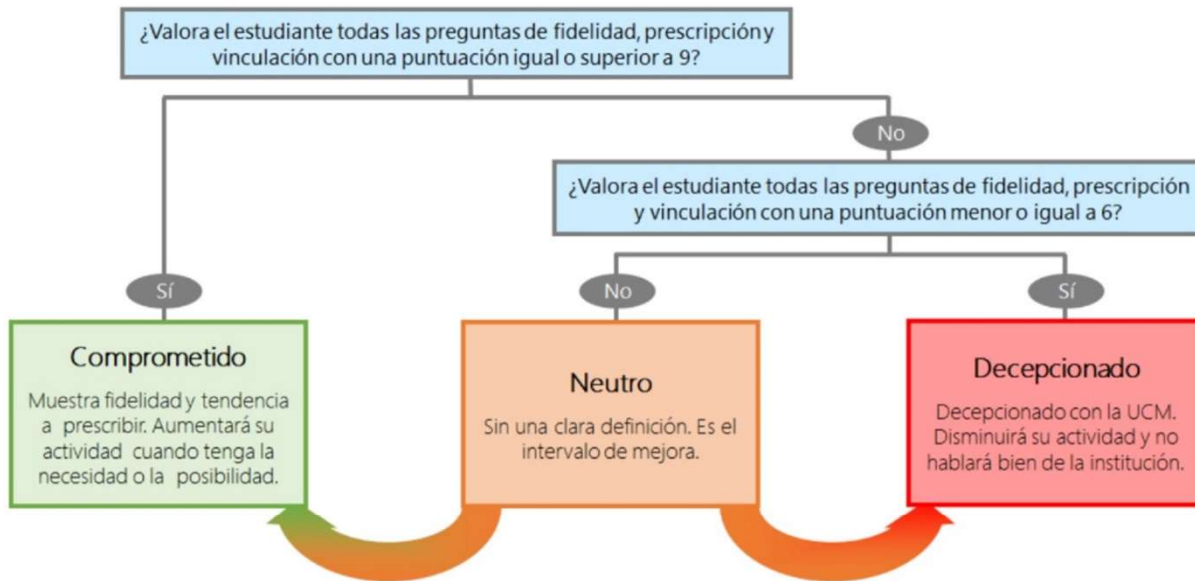 ¿Valora el estudiante todas las preguntas de fidelidad, prescripción y
vinculación con una puntuación igual o superior a 9?
No
¿Valora el estudiante todas las preguntas de fidelidad, prescripción
y vinculación con una puntuación menor o igual a 6?
Sí
No
Sí
Comprometido
Muestra fidelidad y tendencia
a prescribir. Aumentará su
actividad cuando tenga la
necesidad o la posibilidad.
Neutro
Sin una clara definición. Es el
intervalo de mejora.
Decepcionado
Decepcionado con la UCM.
Disminuirá su actividad y no
hablará bien de la institución.